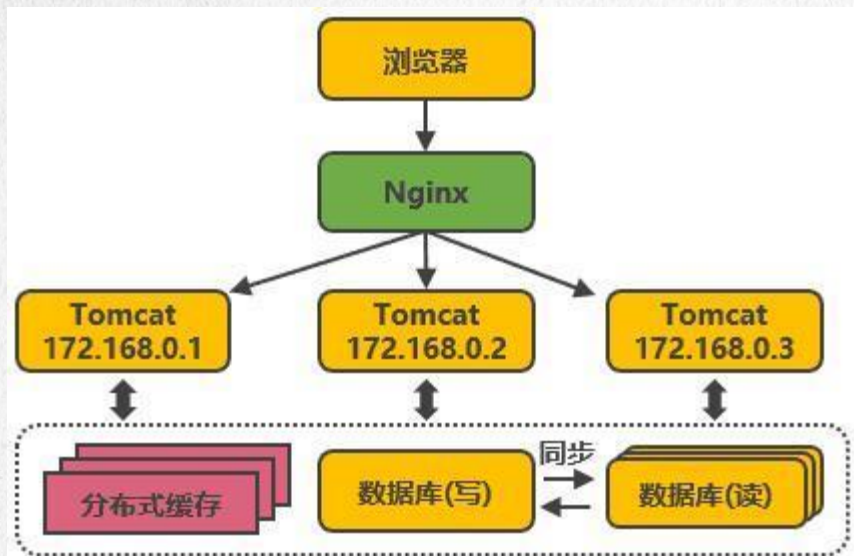 浏览器
Nginx
Tomcat
172.168.0.1
Tomcat
172.168.0.2
Tomcat
172.168.0.3
分布式缓存
数据库(写)
同步
数据库(读)